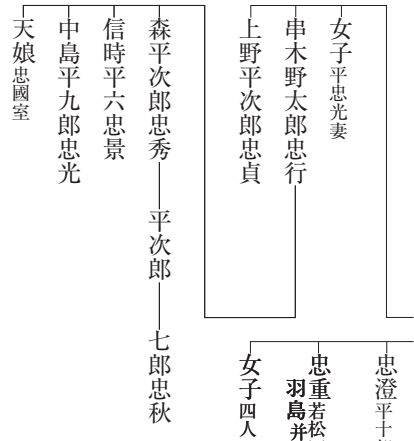 女子平忠光妻
串木野太郎忠行
上野平次郎忠貞
森平次郎忠秀
平次郎
七郎忠秋
信時平六忠景
中島平九郎忠光
天娘忠國室
忠澄平十
忠重若松
羽島并
女子四人